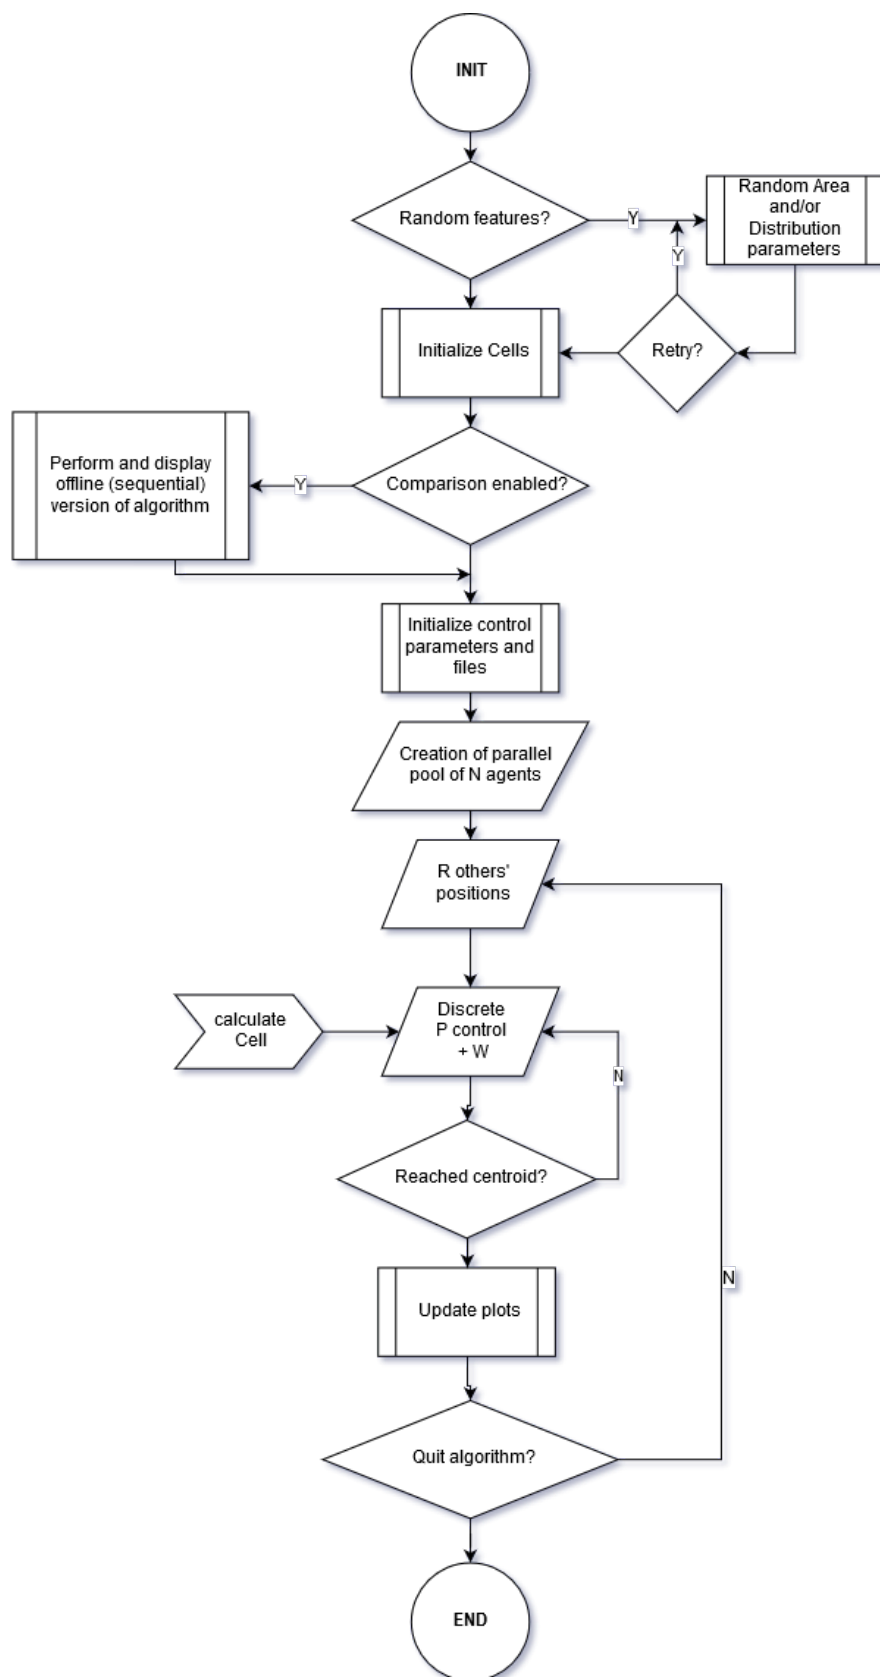 INIT
Random features?
Y
Random Area
and/or
Distribution
parameters
Y
Initialize Cells
Retry?
Perform and display
offline (sequential)
version of algorithm
Y
Comparison enabled?
Initialize control
parameters and
files
Creation of parallel
pool of N agents
R others'
positions
calculate
Cell
Discrete
P control
+ W
N
Reached centroid?
N
Update plots
Quit algorithm?
END